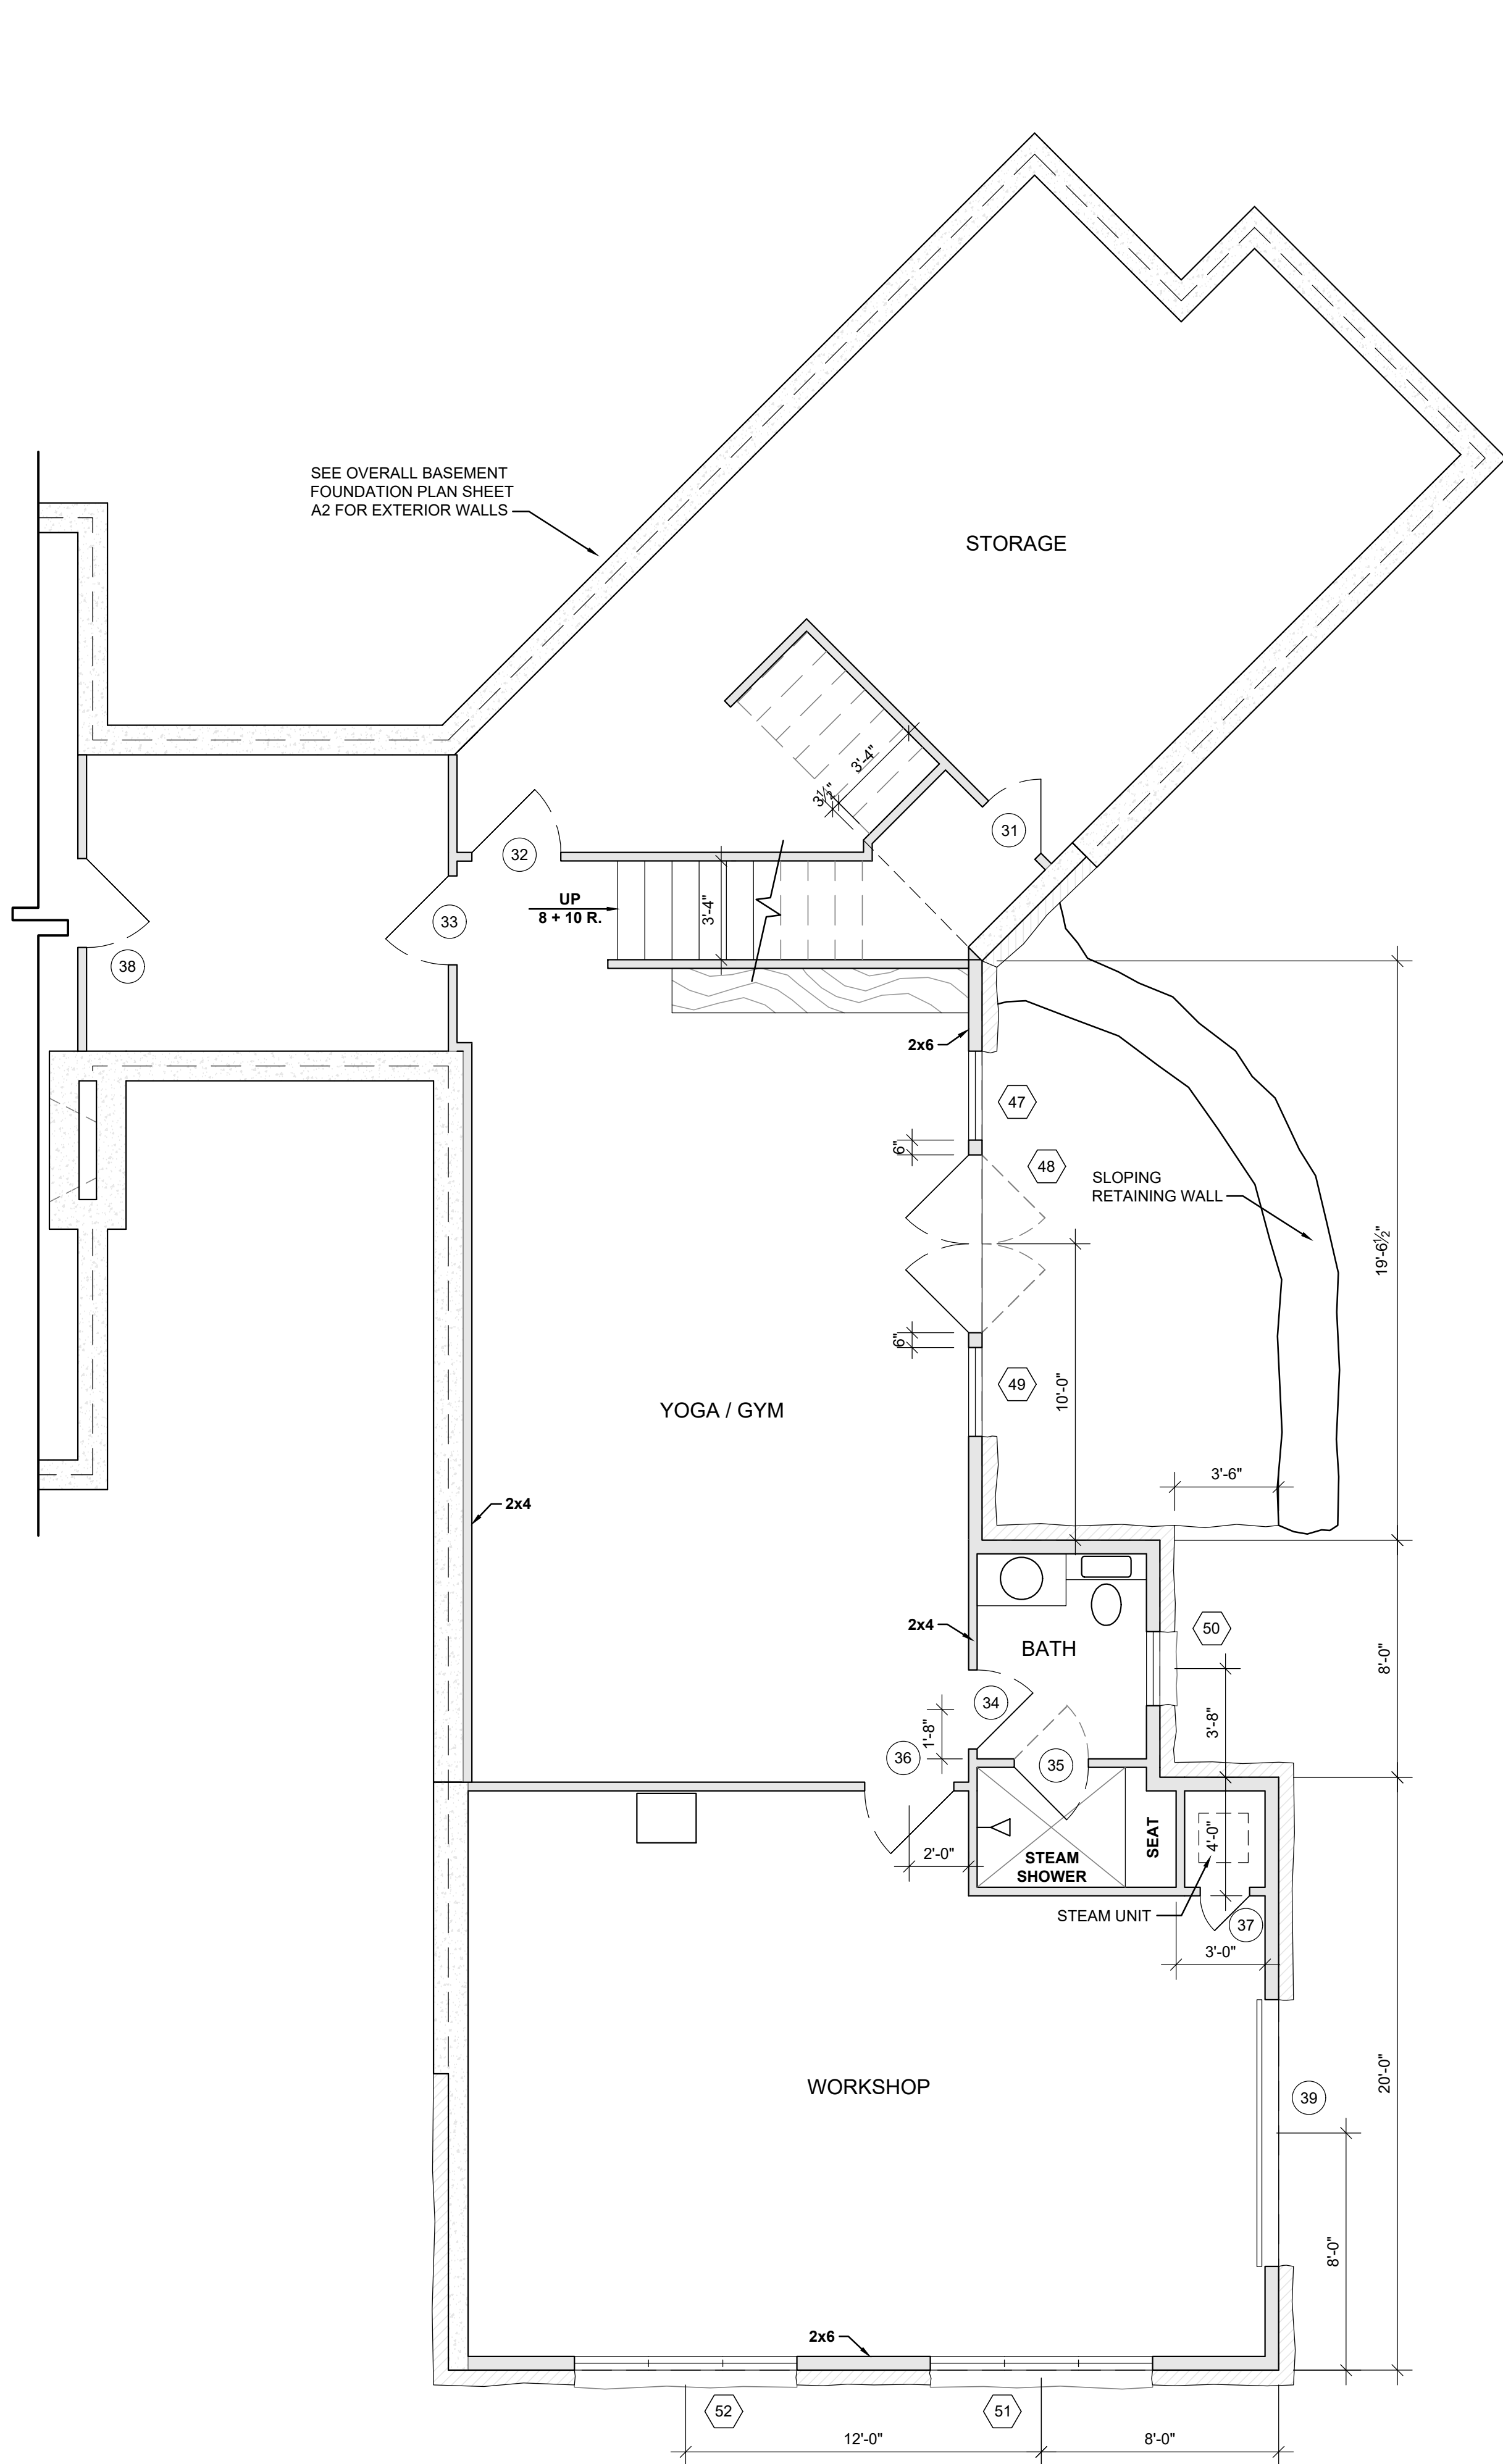 SEE OVERALL BASEMENT
FOUNDATION PLAN SHEET
A2 FOR EXTERIOR WALLS
STORAGE
3'-4"
3½"
31
32
UP
8 + 10 R.
3'-4"
33
38
2x6
47
6"
48
SLOPING
RETAINING WALL
19'-6½"
6"
49
10'-0"
YOGA / GYM
3'-6"
2x4
2x4
BATH
50
8'-0"
34
1'-8"
3'-8"
36
35
2'-0"
STEAM
SHOWER
SEAT
4'-0"
STEAM UNIT
37
3'-0"
WORKSHOP
39
20'-0"
8'-0"
2x6
52
51
12'-0"
8'-0"